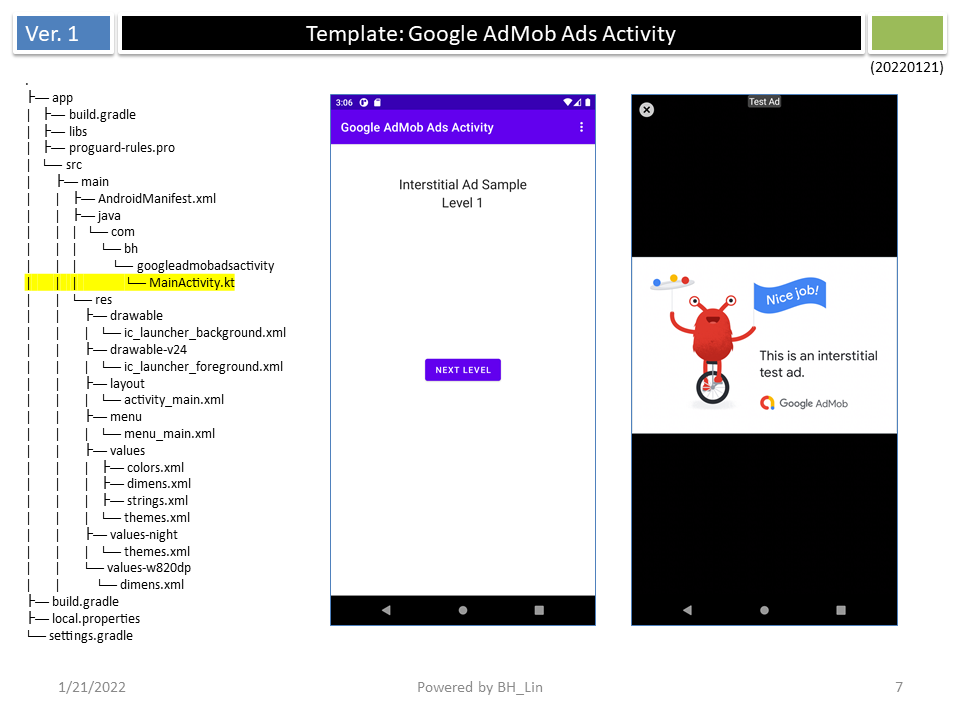 Ver. 1
Template: Google AdMob Ads Activity
(20220121)
.
├── app
│   ├── build.gradle
│   ├── libs
│   ├── proguard-rules.pro
│   └── src
│       ├── main
│       │   ├── AndroidManifest.xml
│       │   ├── java
│       │   │   └── com
│       │   │       └── bh
│       │   │           └── googleadmobadsactivity
│       │   │               └── MainActivity.kt
│       │   └── res
│       │       ├── drawable
│       │       │   └── ic_launcher_background.xml
│       │       ├── drawable-v24
│       │       │   └── ic_launcher_foreground.xml
│       │       ├── layout
│       │       │   └── activity_main.xml
│       │       ├── menu
│       │       │   └── menu_main.xml
│       │       ├── values
│       │       │   ├── colors.xml
│       │       │   ├── dimens.xml
│       │       │   ├── strings.xml
│       │       │   └── themes.xml
│       │       ├── values-night
│       │       │   └── themes.xml
│       │       └── values-w820dp
│       │           └── dimens.xml
├── build.gradle
├── local.properties
└── settings.gradle
3:06
Google AdMob Ads Activity
Interstitial Ad Sample
Level 1
NEXT LEVEL
Test Ad
Nice job!
This is an interstitial
test ad.
Google AdMob
1/21/2022
Powered by BH_Lin
7